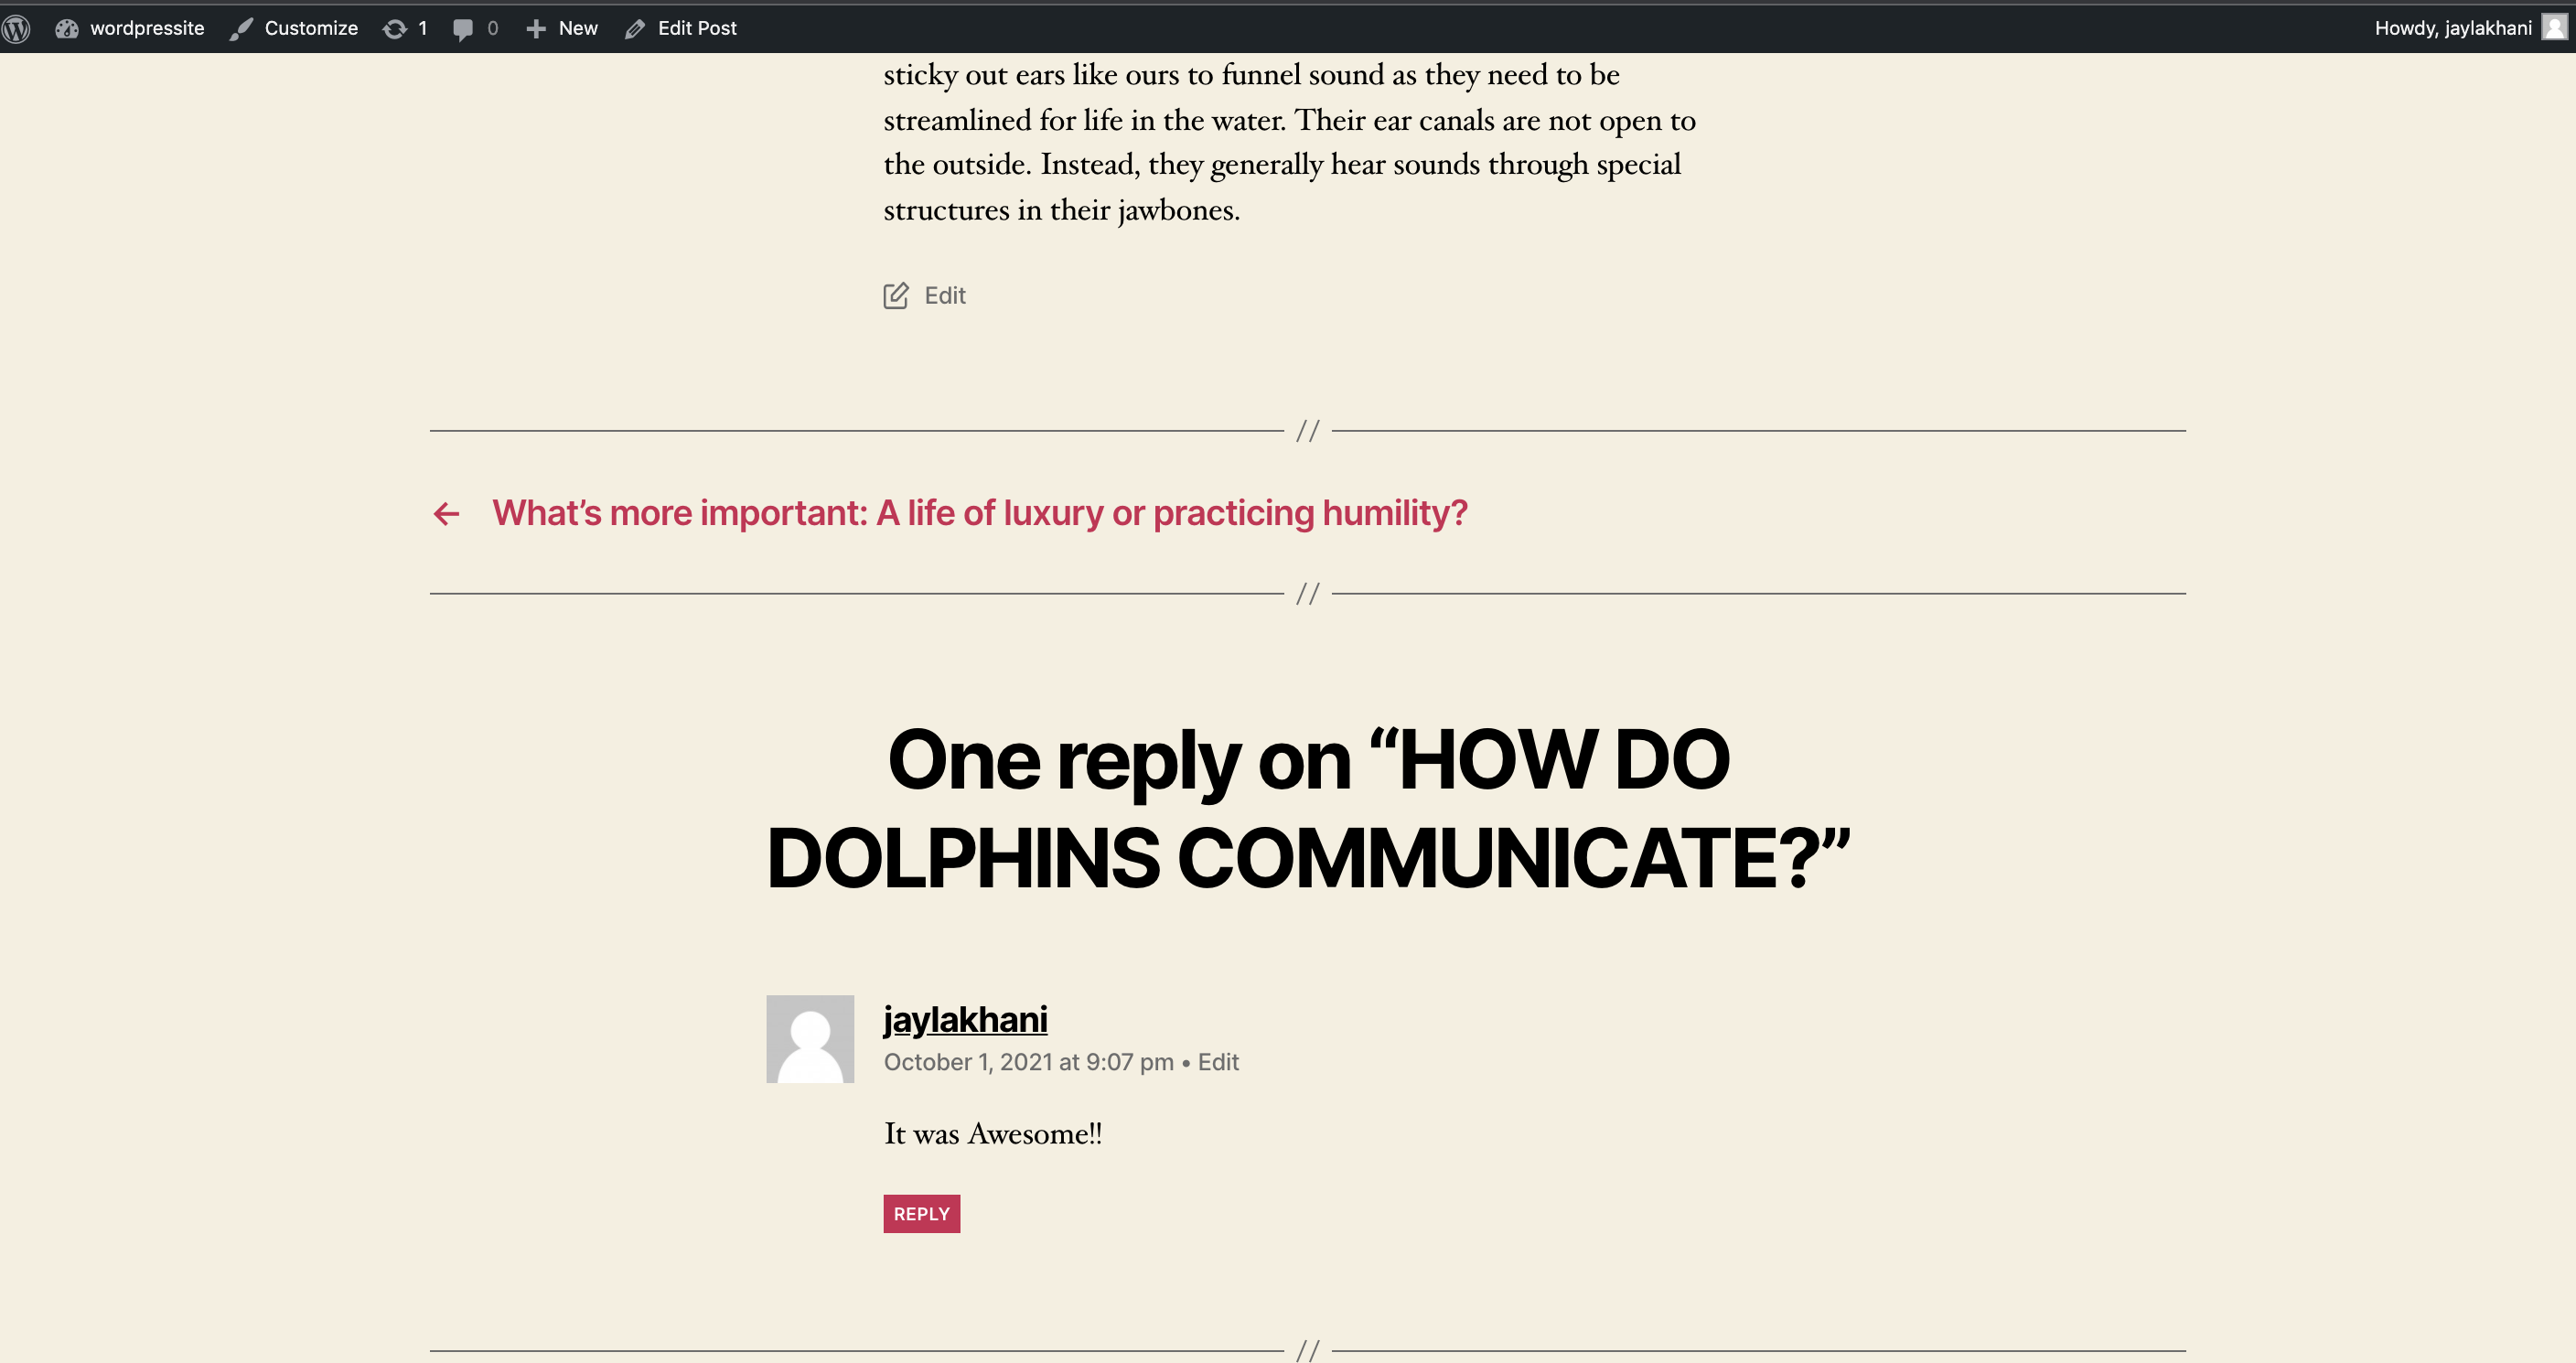 wordpressite Customize 1 0 New Edit Post Howdy, jaylakhani
sticky out ears like ours to funnel sound as they need to be
streamlined for life in the water. Their ear canals are not open to
the outside. Instead, they generally hear sounds through special
structures in their jawbones.
Edit
//
← What’s more important: A life of luxury or practicing humility?
//
One reply on “HOW DO
DOLPHINS COMMUNICATE?”
jaylakhani
October 1, 2021 at 9:07 pm • Edit
It was Awesome!!
REPLY
//